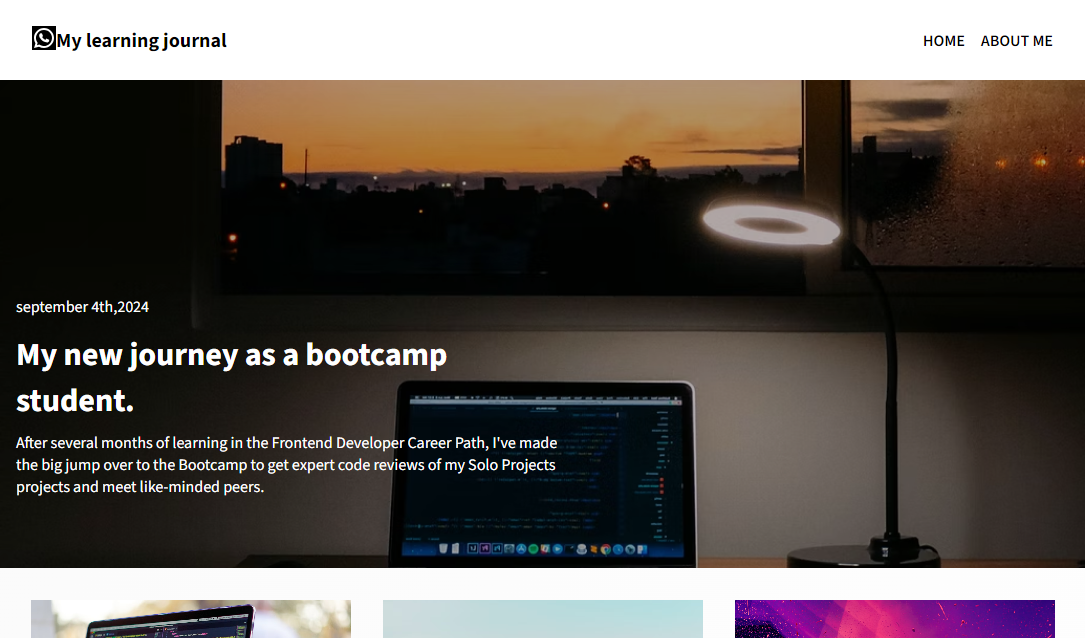 My learning journal
HOME ABOUT ME
september 4th,2024
My new journey as a bootcamp
student.
After several months of learning in the Frontend Developer Career Path, I've made
the big jump over to the Bootcamp to get expert code reviews of my Solo Projects
projects and meet like-minded peers.